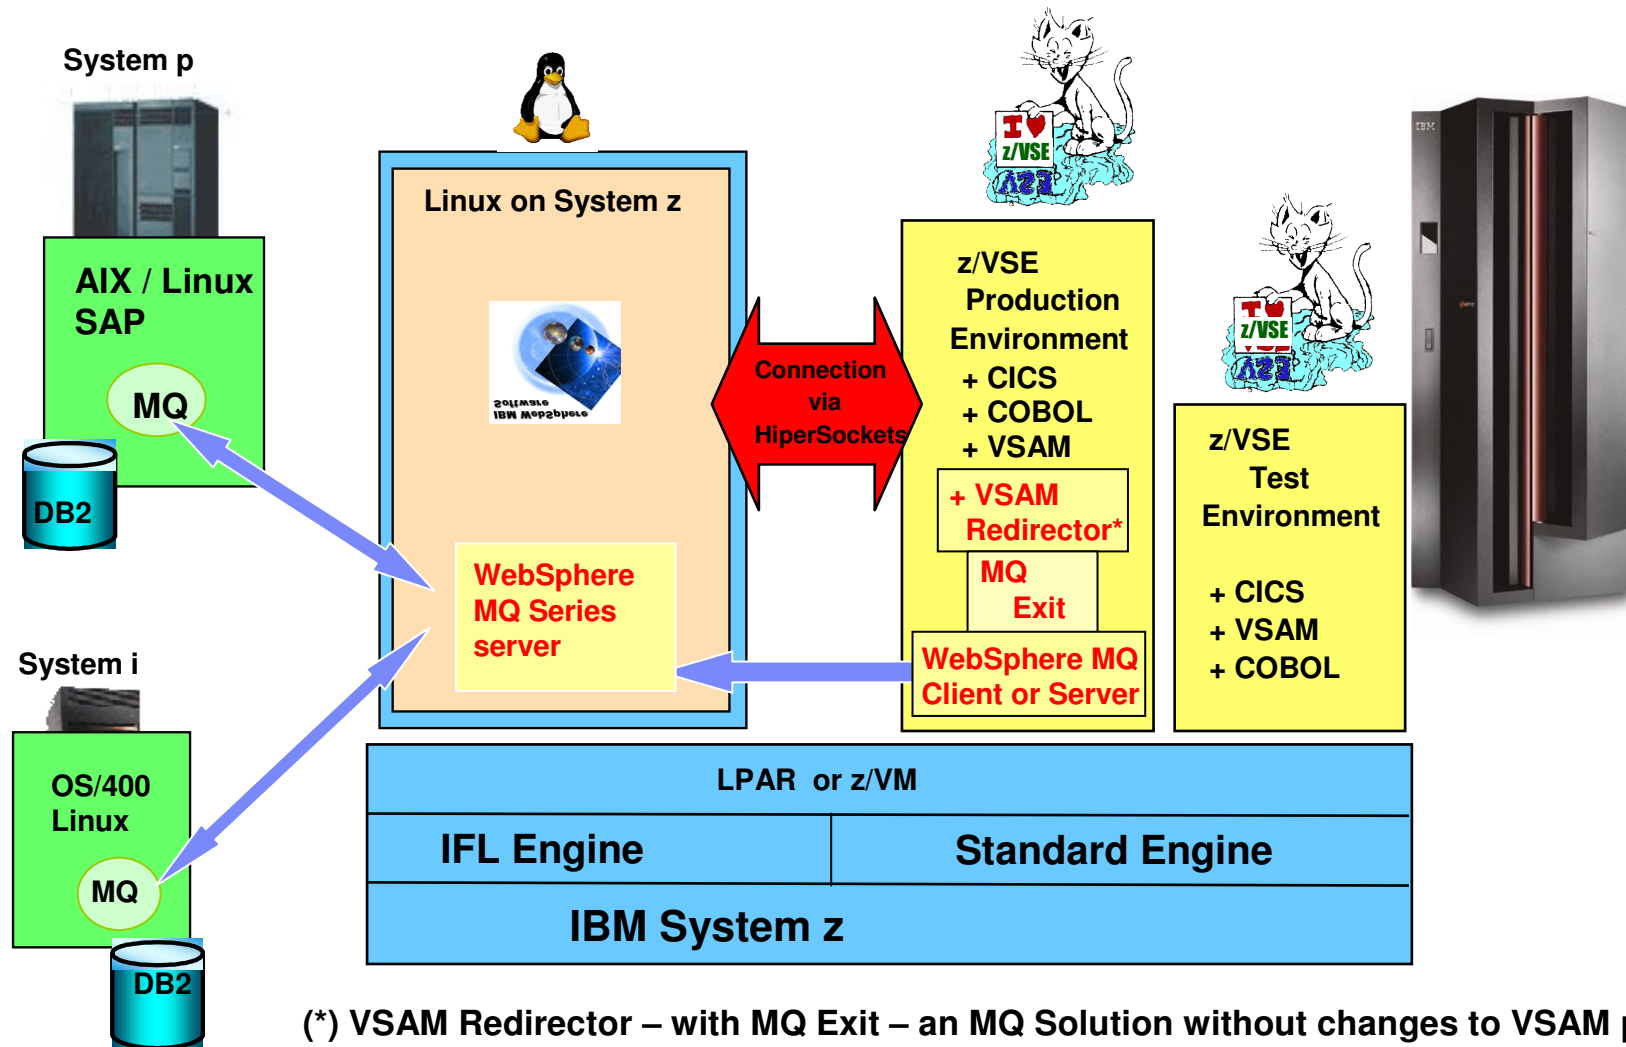 System p
AIX / Linux
SAP
MQ
DB2
System i
OS/400
Linux
MQ
DB2
Linux on System z
Software
IBM WebSphere
WebSphere
MQ Series
server
Connection
via
HiperSockets
I ♥
z/VSE
VSE
z/VSE
Production
Environment
+ CICS
+ COBOL
+ VSAM
+ VSAM
Redirector*
MQ
Exit
WebSphere MQ
Client or Server
I ♥
z/VSE
z/VSE
Test
Environment
+ CICS
+ VSAM
+ COBOL
IBM
LPAR or z/VM
IFL Engine
Standard Engine
IBM System z
(*) VSAM Redirector – with MQ Exit – an MQ Solution without changes to VSAM p